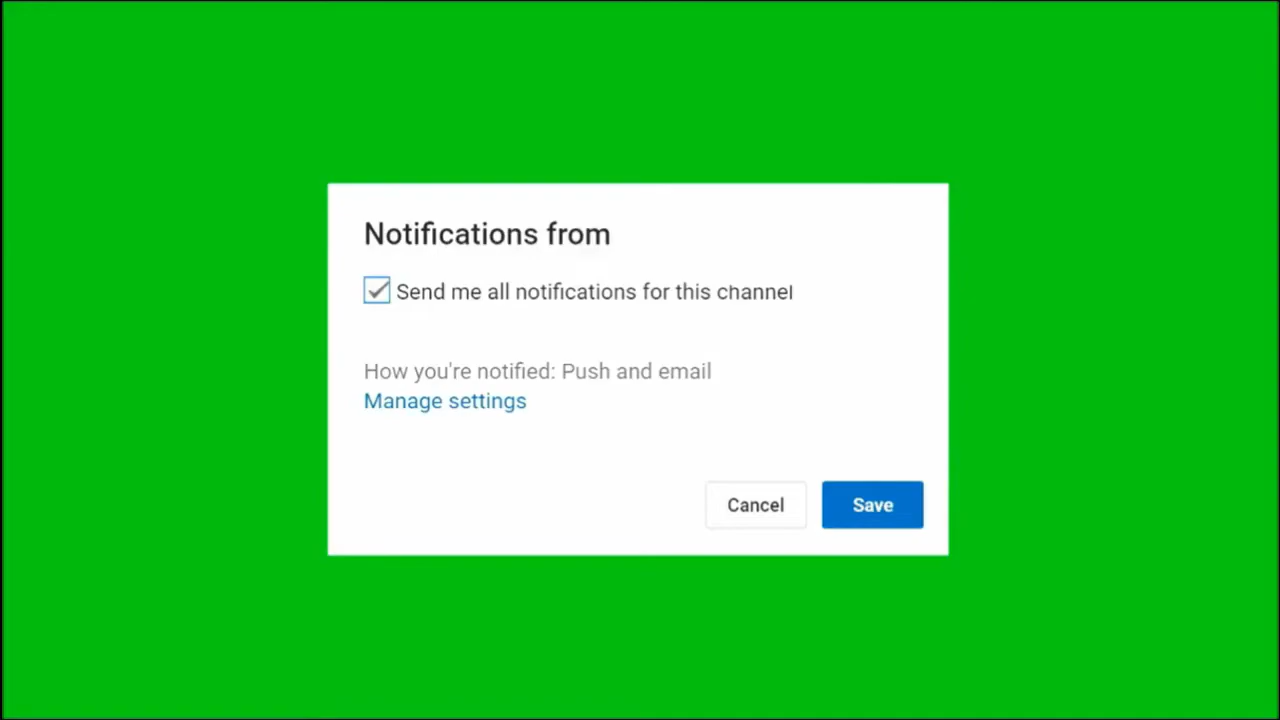 Notifications from
Send me all notifications for this channel
How you're notified: Push and email
Manage settings
Cancel
Save